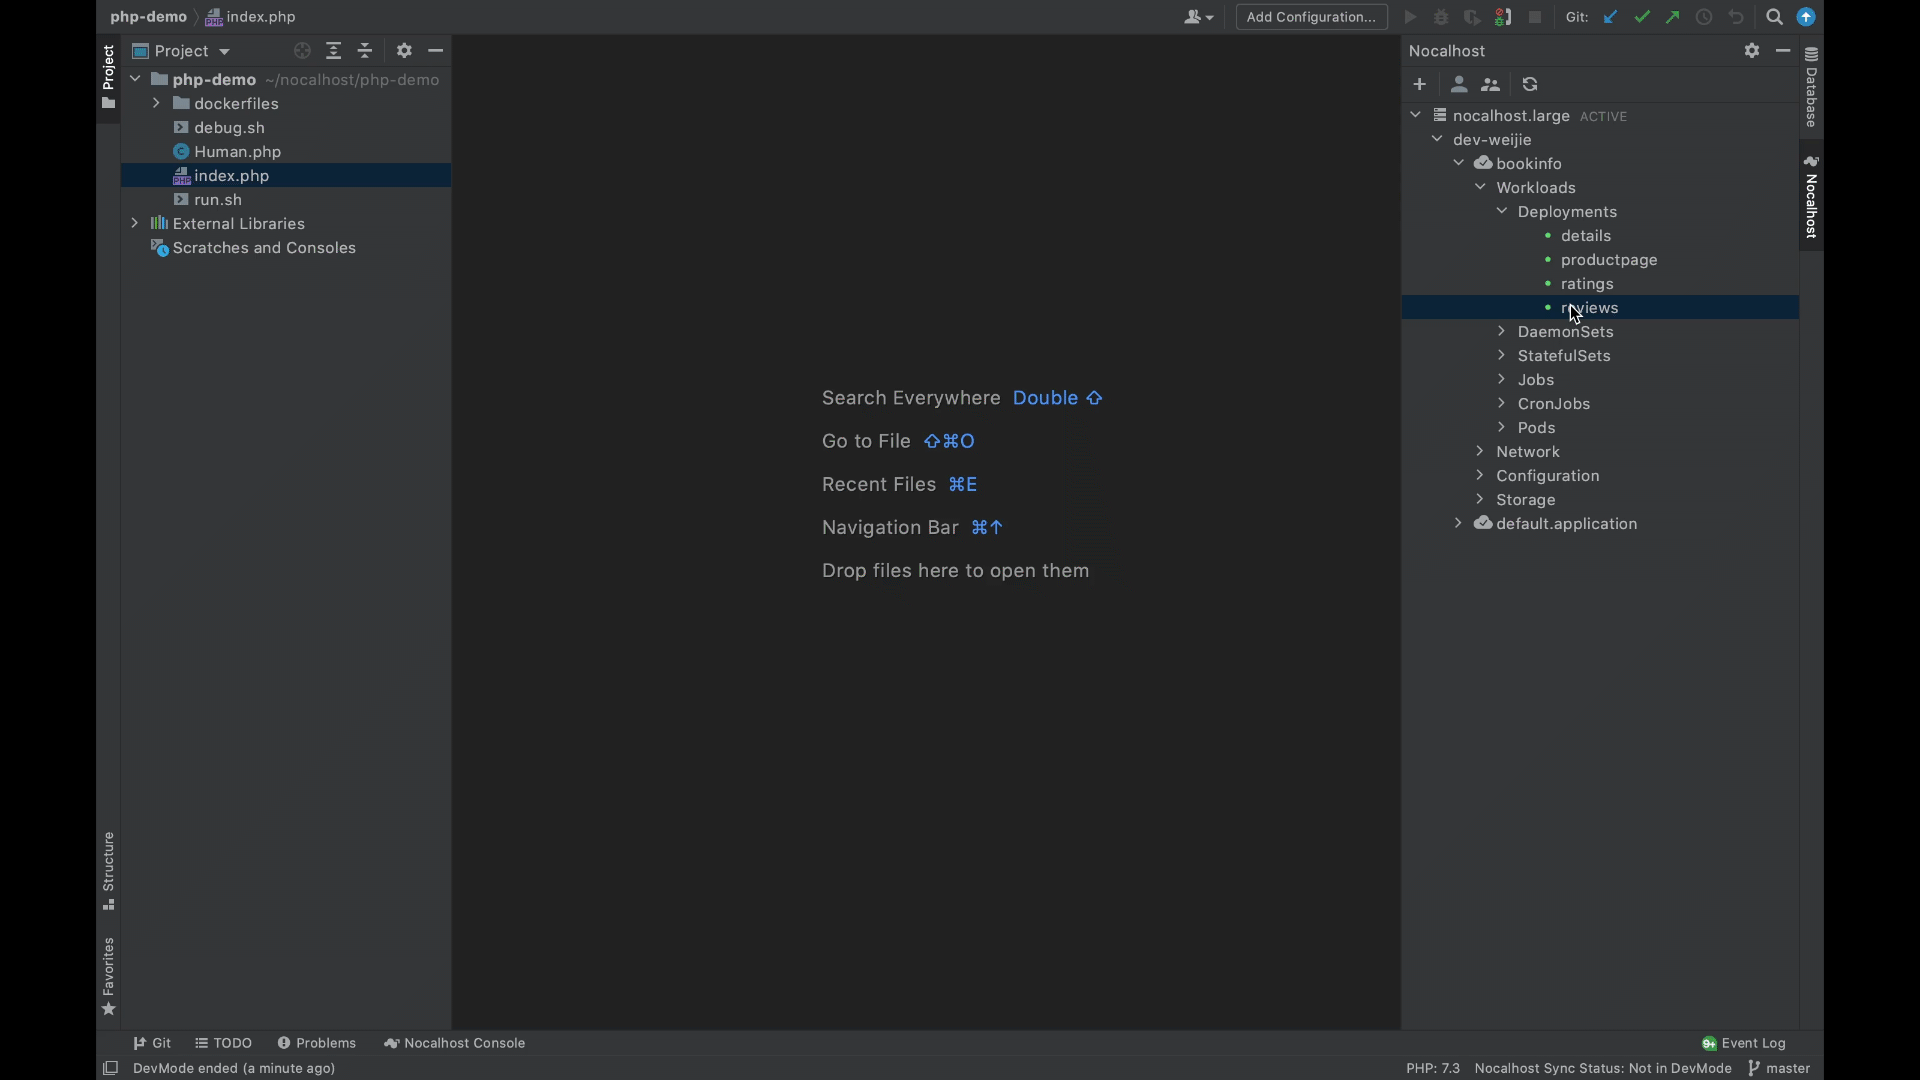 php-demo index.php
Add Configuration...
Git:
Project
php-demo ~/nocalhost/php-demo
dockerfiles
debug.sh
Human.php
index.php
run.sh
External Libraries
Scratches and Consoles
Project
Structure
Favorites
Search Everywhere Double ⇧
Go to File ⇧⌘O
Recent Files ⌘E
Navigation Bar ⌘↑
Drop files here to open them
Nocalhost
nocalhost.large ACTIVE
dev-weijie
bookinfo
Workloads
Deployments
details
productpage
ratings
reviews
DaemonSets
StatefulSets
Jobs
CronJobs
Pods
Network
Configuration
Storage
default.application
Database
Nocalhost
Git TODO Problems Nocalhost Console
9+ Event Log
DevMode ended (a minute ago)
PHP: 7.3 Nocalhost Sync Status: Not in DevMode master